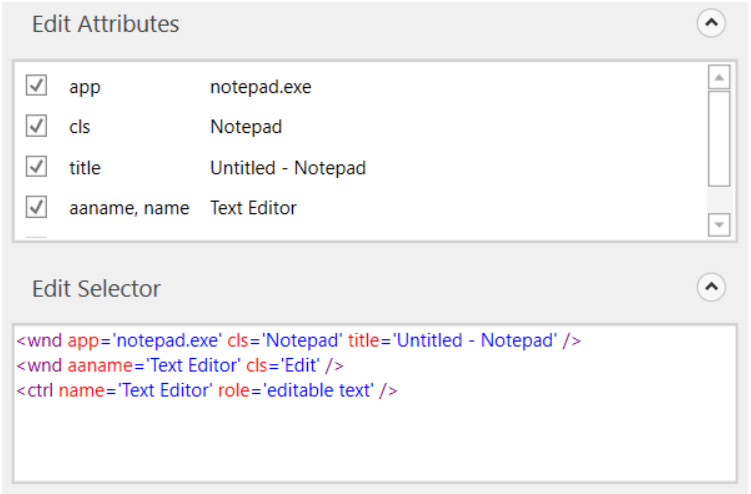 Edit Attributes
app notepad.exe
cls Notepad
title Untitled - Notepad
aaname, name Text Editor
Edit Selector
<wnd app='notepad.exe' cls='Notepad' title='Untitled - Notepad' />
<wnd aaname='Text Editor' cls='Edit' />
<ctrl name='Text Editor' role='editable text' />